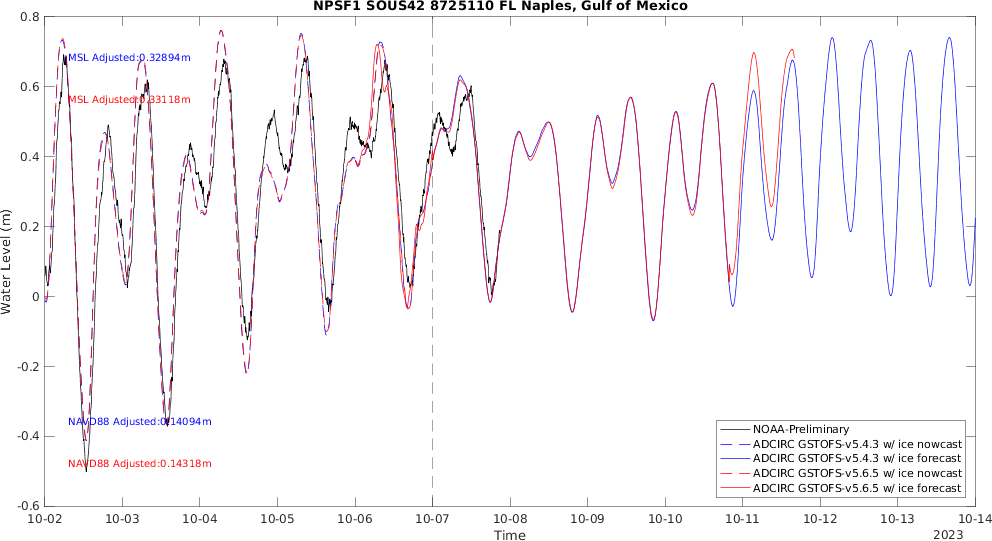 NPSF1 SOUS42 8725110 FL Naples, Gulf of Mexico
0.8
0.6
0.4
0.2
0
-0.2
-0.4
-0.6
Water Level (m)
MSL Adjusted:0.32894m
MSL Adjusted:0.33118m
NAVD88 Adjusted:0.14094m
NAVD88 Adjusted:0.14318m
NOAA-Preliminary
ADCIRC GSTOFS-v5.4.3 w/ ice nowcast
ADCIRC GSTOFS-v5.4.3 w/ ice forecast
ADCIRC GSTOFS-v5.6.5 w/ ice nowcast
ADCIRC GSTOFS-v5.6.5 w/ ice forecast
10-02 10-03 10-04 10-05 10-06 10-07 10-08 10-09 10-10 10-11 10-12 10-13 10-14
Time
2023